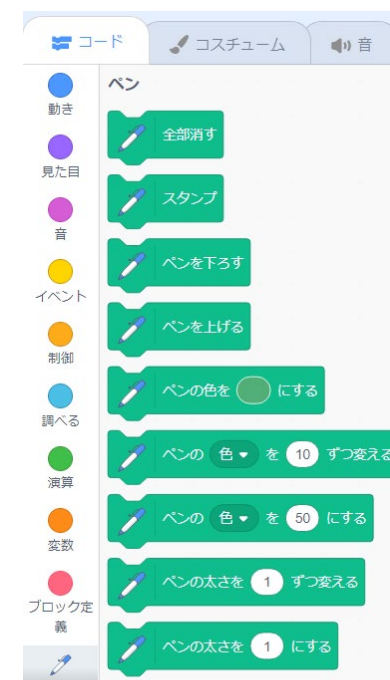 コード
コスチューム
音
動き
見た目
音
イベント
制御
調べる
演算
変数
ブロック定
義
ペン
全部消す
スタンプ
ペンを下ろす
ペンを上げる
ペンの色を にする
ペンの 色 を 10 ずつ変える
ペンの 色 を 50 にする
ペンの太さを 1 ずつ変える
ペンの太さを 1 にする